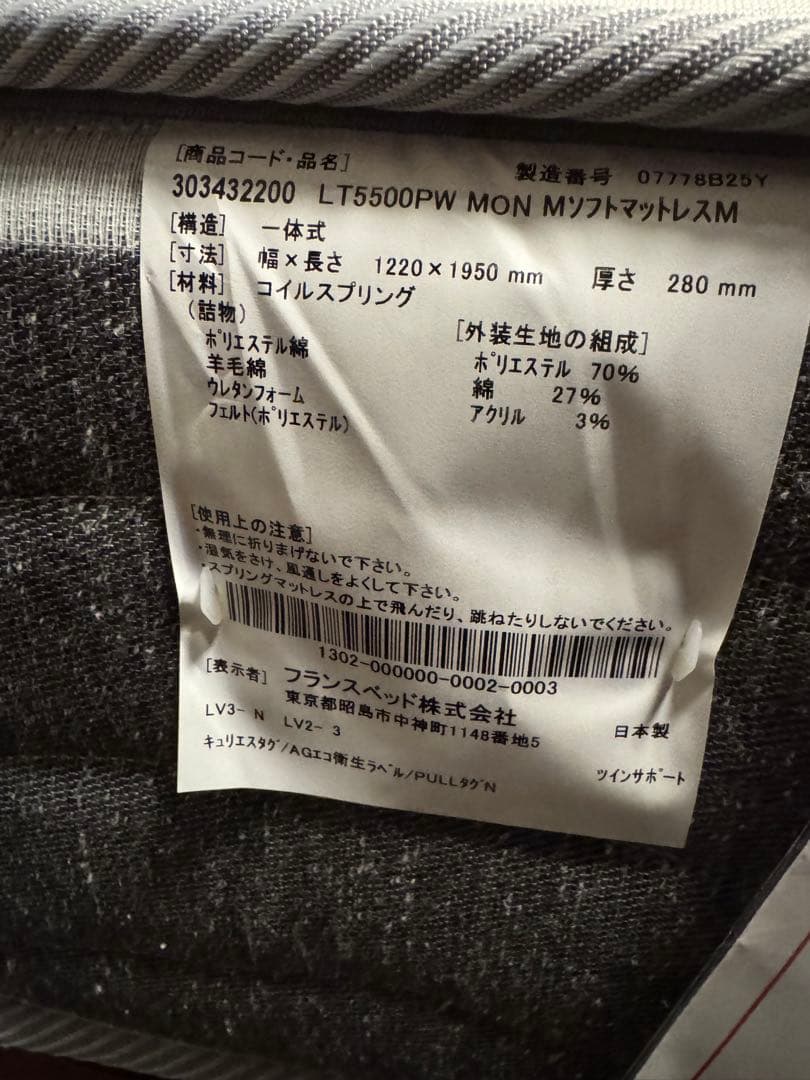 [商品コード・品名]
製造番号 07778B25Y
303432200 LT5500PW MON MソフトマットレスM
[構造] 一体式
[寸法] 幅×長さ 1220×1950 mm 厚さ 280 mm
[材料] コイルスプリング
(詰物)
ポリエステル綿
羊毛綿
ウレタンフォーム
フェルト(ポリエステル)
[外装生地の組成]
ポリエステル 70%
綿 27%
アクリル 3%
[使用上の注意]
・無理に折りまげないで下さい。
・湿気をさけ、風通しをよくして下さい。
・スプリングマットレスの上で飛んだり、跳ねたりしないでください。
1302-000000-0002-0003
[表示者] フランスベッド株式会社
東京都昭島市中神町1148番地5
日本製
LV3- N LV2- 3
キュリエスタグ/AGエコ衛生ラベル/PULLタグN
ツインサポート